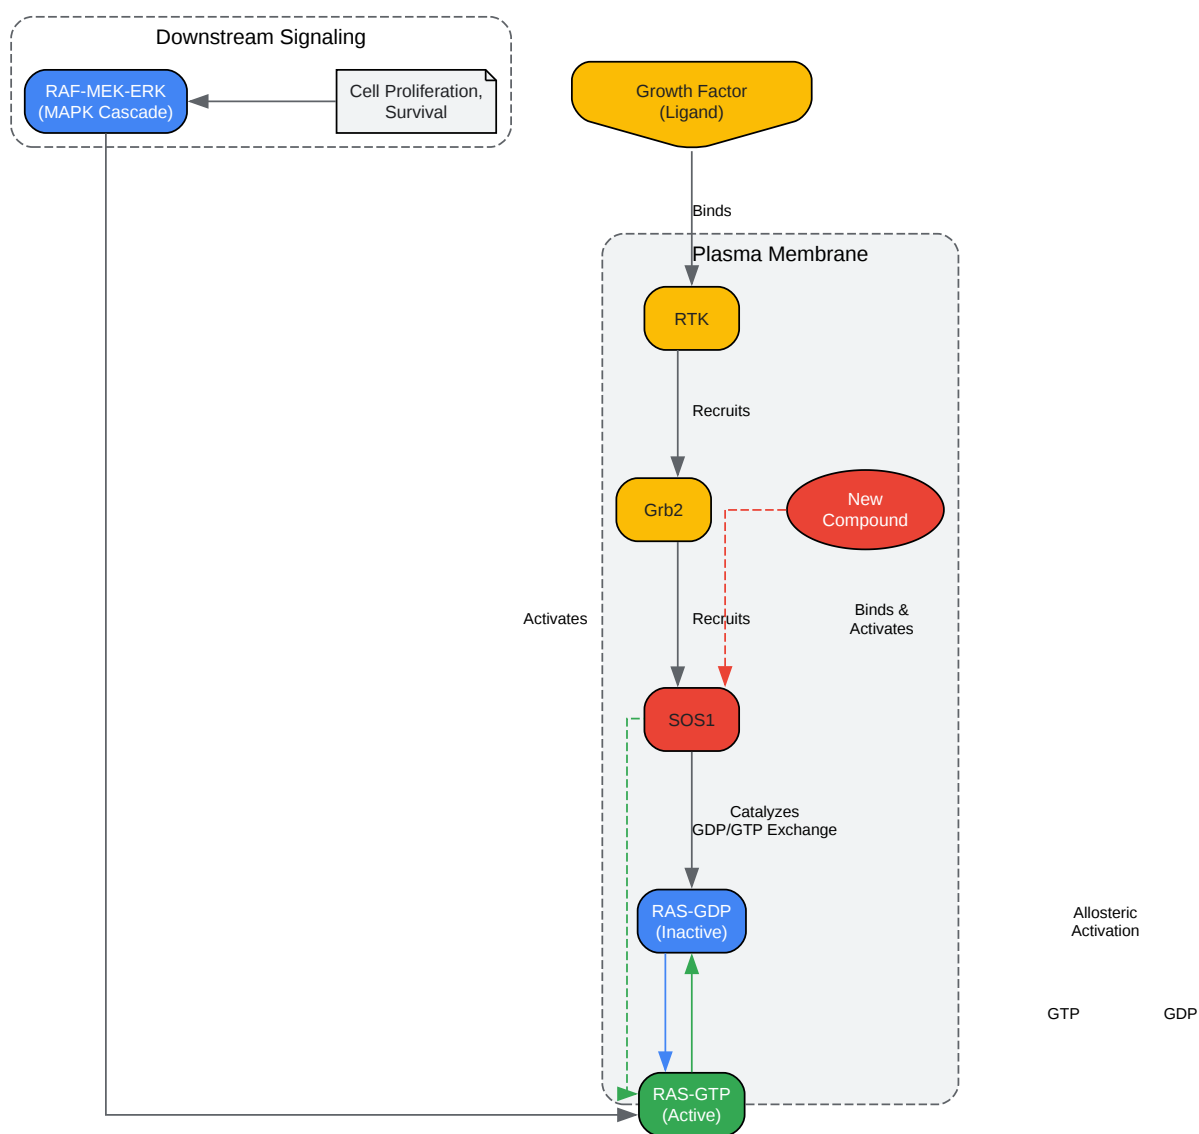 Downstream Signaling
RAF-MEK-ERK
(MAPK Cascade)
Cell Proliferation,
Survival
Growth Factor
(Ligand)
Binds
Plasma Membrane
RTK
Recruits
Grb2
New
Compound
Activates
Recruits
Binds &
Activates
SOS1
Catalyzes
GDP/GTP Exchange
RAS-GDP
(Inactive)
Allosteric
Activation
GTP
GDP
RAS-GTP
(Active)